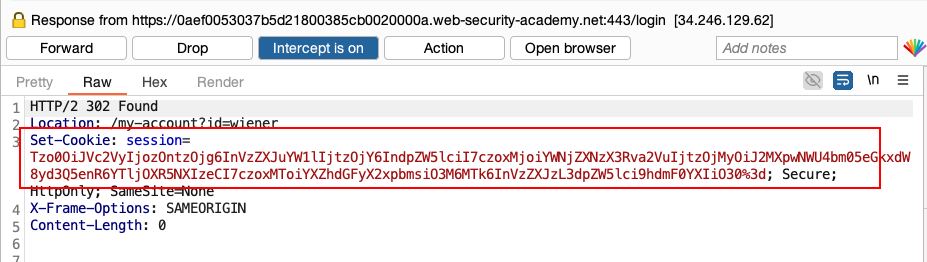 Response from https://0aef0053037b5d21800385cb0020000a.web-security-academy.net:443/login [34.246.129.62]
Forward Drop Intercept is on Action Open browser Add notes
Pretty Raw Hex Render \n
1 HTTP/2 302 Found
2 Location: /my-account?id=wiener
3 Set-Cookie: session=
Tzo0OiJVc2VyIjozOntzOjg6InVzZXJuYW1lIjtzOjY6IndpZW5lciI7czoxMjoiYWNjZXNzX3Rva2VuIjtzOjMyOiJ2MXpwNWU4bm05eGkxdW
8yd3Q5enR6YTljOXR5NXIzeCI7czoxMToiYXZhdGFyX2xpbmsiO3M6MTk6InVzZXJzL3dpZW5lci9hdmF0YXIiO30%3d; Secure;
HttpOnly; SameSite=None
4 X-Frame-Options: SAMEORIGIN
5 Content-Length: 0
6
7